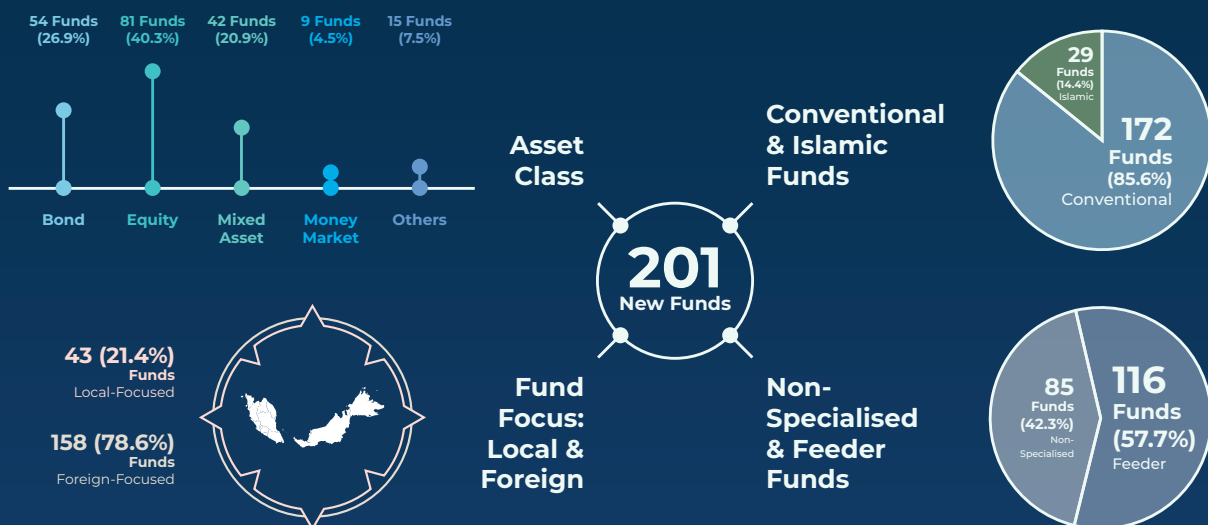 54 Funds
(26.9%)
81 Funds
(40.3%)
42 Funds
(20.9%)
9 Funds
(4.5%)
15 Funds
(7.5%)
Bond
Equity
Mixed
Asset
Money
Market
Others
Asset
Class
Conventional
& Islamic
Funds
29
Funds
(14.4%)
Islamic
172
Funds
(85.6%)
Conventional
201
New Funds
43 (21.4%)
Funds
Local-Focused
158 (78.6%)
Funds
Foreign-Focused
Fund
Focus:
Local &
Foreign
Non-
Specialised
& Feeder
Funds
85
Funds
(42.3%)
Non-
Specialised
116
Funds
(57.7%)
Feeder